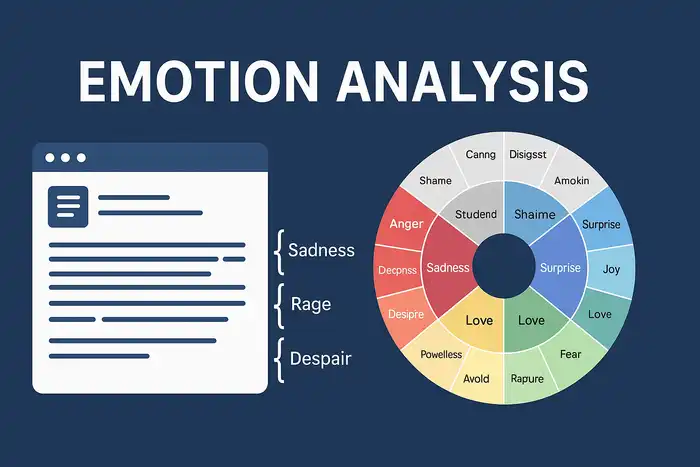 EMOTION ANALYSIS
Sadness
Rage
Despair
Canng
Disigsst
Shame
Amokin
Anger
Studend
Shaime
Surprise
Decpnss
Sadness
Surprise
Joy
Desipre
Love
Love
Love
Powelless
Fear
Avold
Rapure